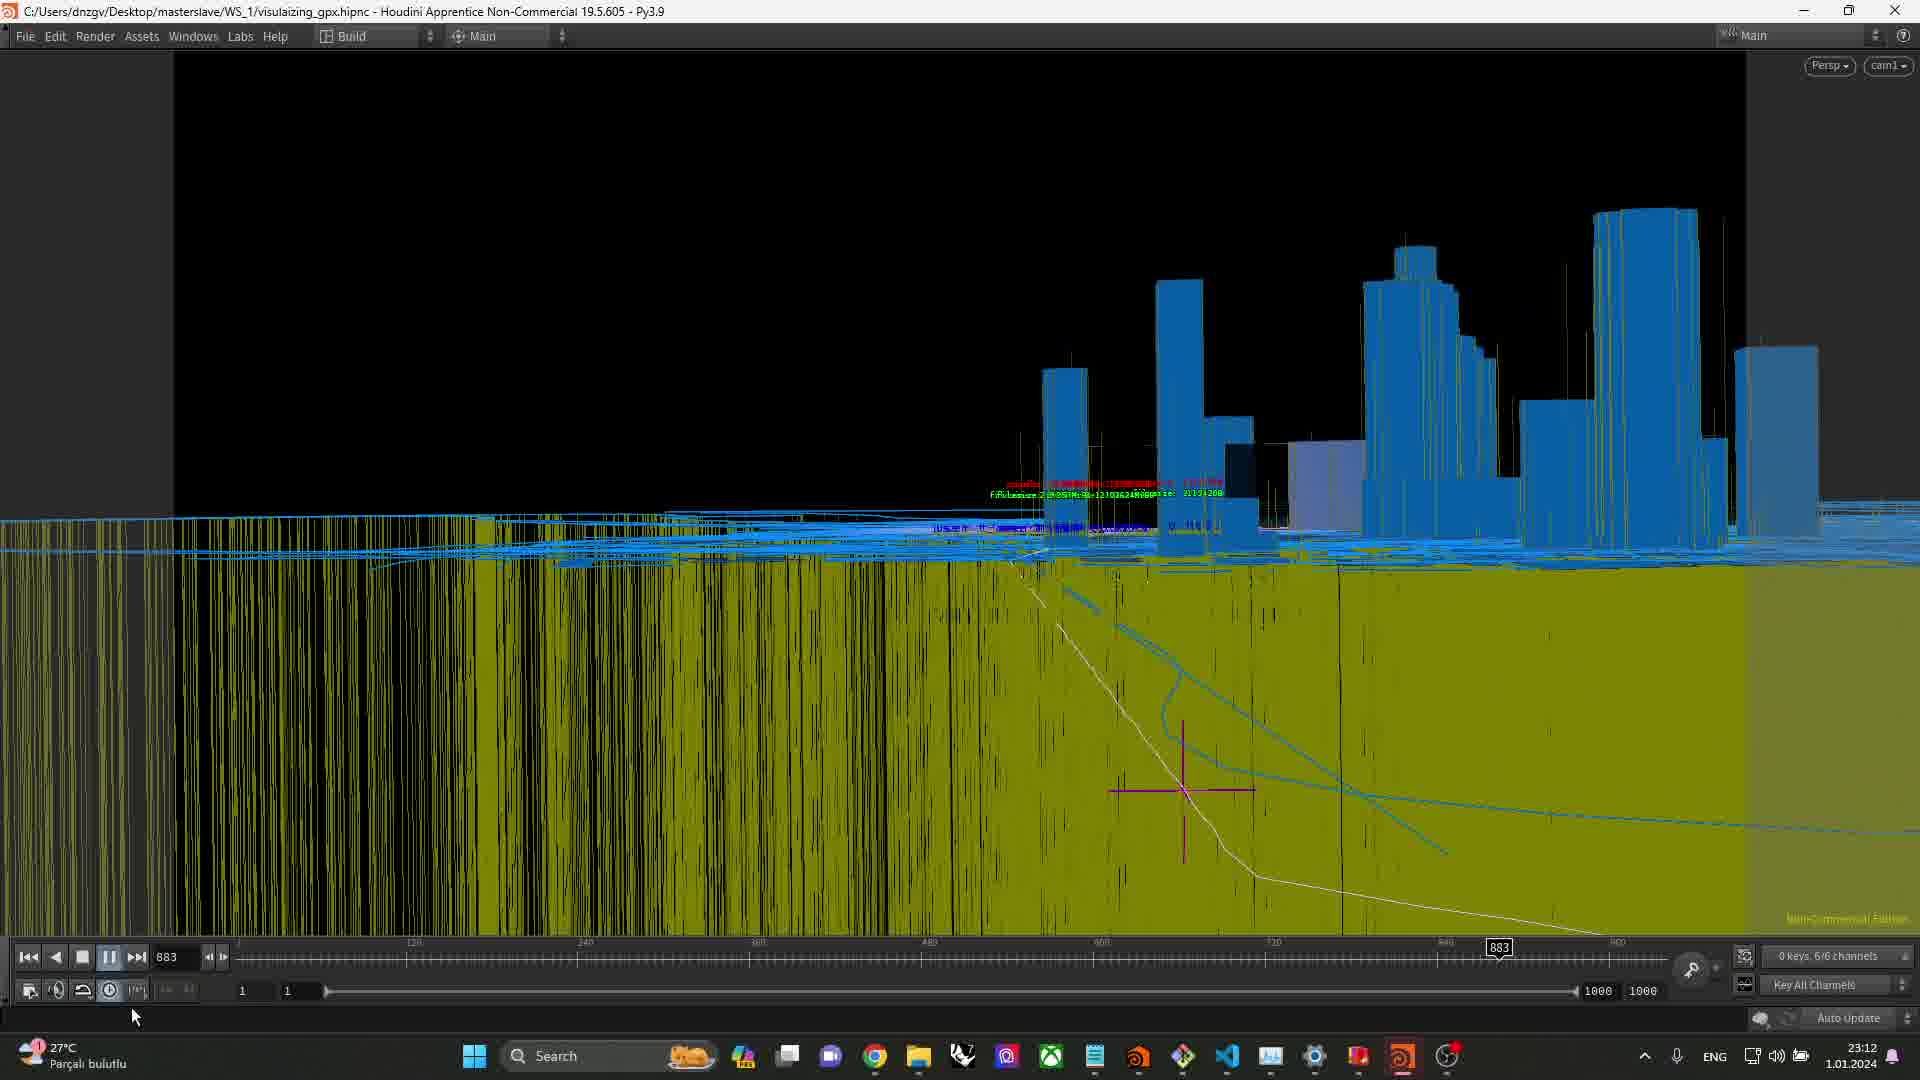 C:/Users/dnzgv/Desktop/masterslave/WS_1/visulaizing_gpx.hipnc - Houdini Apprentice Non-Commercial 19.5.605 - Py3.9
File Edit Render Assets Windows Labs Help Build Main Main
Persp cam1
Non-Commercial Edition
1 120 240 360 480 600 720 840 900
883
883
0 keys, 6/6 channels
1 1 1000 1000
Key All Channels
Auto Update
27°C
Parçalı bulutlu
Search
ENG
23:12
1.01.2024